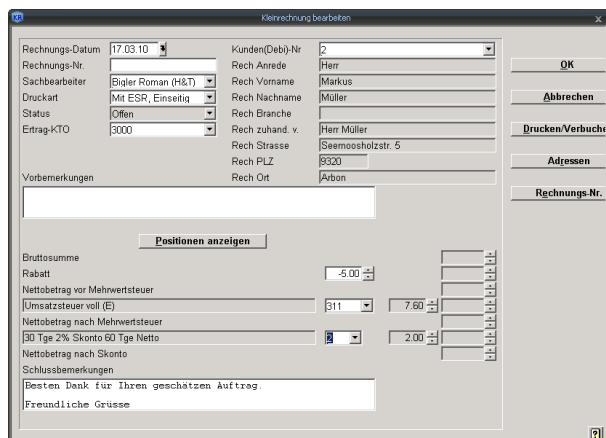 KR Kleinrechnung bearbeiten x
Rechnungs-Datum 17.03.10
Rechnungs-Nr.
Sachbearbeiter Bigler Roman (H&T)
Druckart Mit ESR, Einseitig
Status Offen
Ertrag-KTO 3000
Kunden(Debi)-Nr 2
Rech Anrede Herr
Rech Vorname Markus
Rech Nachname Müller
Rech Branche
Rech zuhand. v. Herr Müller
Rech Strasse Seemoosholzstr. 5
Rech PLZ 9320
Rech Ort Arbon
OK
Abbrechen
Drucken/Verbuche
Adressen
Rechnungs-Nr.
Vorbemerkungen
Positionen anzeigen
Bruttosumme
Rabatt -5.00
Nettobetrag vor Mehrwertsteuer
Umsatzsteuer voll (E) 311 7.60
Nettobetrag nach Mehrwertsteuer
30 Tge 2% Skonto 60 Tge Netto 2 2.00
Nettobetrag nach Skonto
Schlussbemerkungen
Besten Dank für Ihren geschätzen Auftrag.
Freundliche Grüsse
?